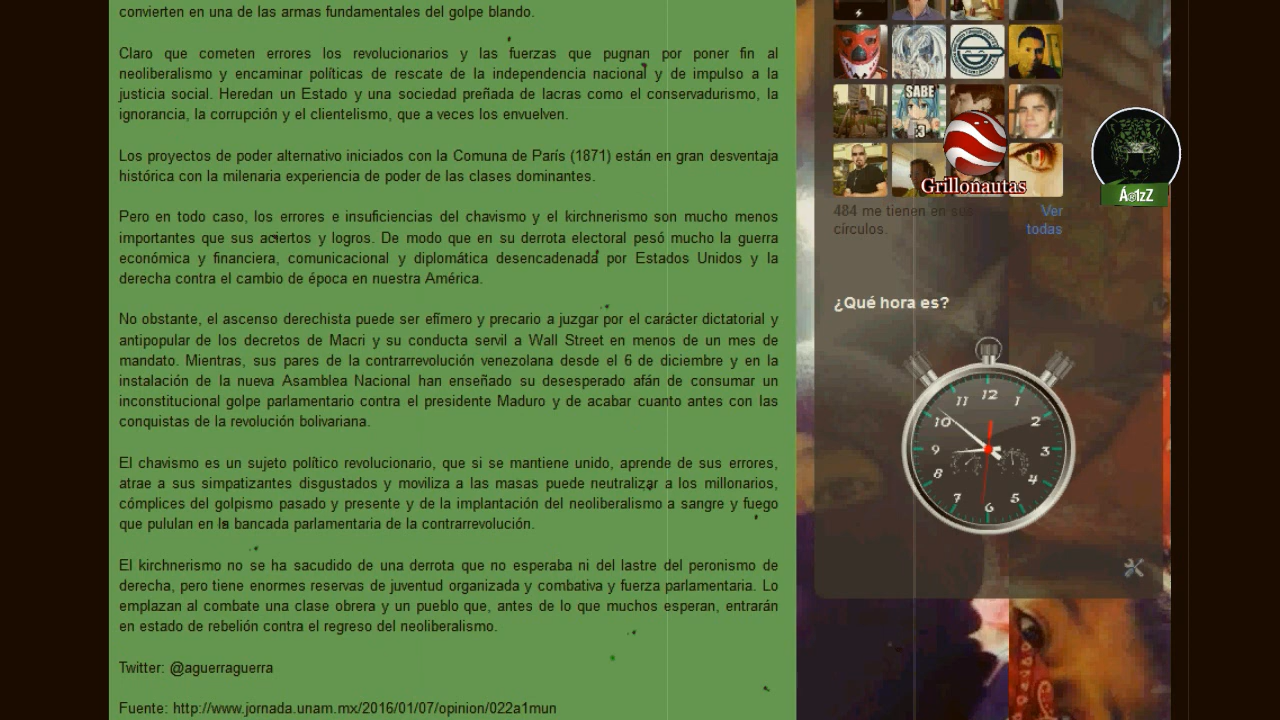 convierten en una de las armas fundamentales del golpe blando.
Claro que cometen errores los revolucionarios y las fuerzas que pugnan por poner fin al
neoliberalismo y encaminar políticas de rescate de la independencia nacional y de impulso a la
justicia social. Heredan un Estado y una sociedad preñada de lacras como el conservadurismo, la
ignorancia, la corrupción y el clientelismo, que a veces los envuelven.
Los proyectos de poder alternativo iniciados con la Comuna de París (1871) están en gran desventaja
histórica con la milenaria experiencia de poder de las clases dominantes.
Pero en todo caso, los errores e insuficiencias del chavismo y el kirchnerismo son mucho menos
importantes que sus aciertos y logros. De modo que en su derrota electoral pesó mucho la guerra
económica y financiera, comunicacional y diplomática desencadenada por Estados Unidos y la
derecha contra el cambio de época en nuestra América.
No obstante, el ascenso derechista puede ser efímero y precario a juzgar por el carácter dictatorial y
antipopular de los decretos de Macri y su conducta servil a Wall Street en menos de un mes de
mandato. Mientras, sus pares de la contrarrevolución venezolana desde el 6 de diciembre y en la
instalación de la nueva Asamblea Nacional han enseñado su desesperado afán de consumar un
inconstitucional golpe parlamentario contra el presidente Maduro y de acabar cuanto antes con las
conquistas de la revolución bolivariana.
El chavismo es un sujeto político revolucionario, que si se mantiene unido, aprende de sus errores,
atrae a sus simpatizantes disgustados y moviliza a las masas puede neutralizar a los millonarios,
cómplices del golpismo pasado y presente y de la implantación del neoliberalismo a sangre y fuego
que pululan en la bancada parlamentaria de la contrarrevolución.
El kirchnerismo no se ha sacudido de una derrota que no esperaba ni del lastre del peronismo de
derecha, pero tiene enormes reservas de juventud organizada y combativa y fuerza parlamentaria. Lo
emplazan al combate una clase obrera y un pueblo que, antes de lo que muchos esperan, entrarán
en estado de rebelión contra el regreso del neoliberalismo.
Twitter: @aguerraguerra
Fuente: http://www.jornada.unam.mx/2016/01/07/opinion/022a1mun
SABE
:3
Grillonautas
Á⊚1zZ
484 me tienen en sus
círculos.
Ver
todas
¿Qué hora es?
12
1
2
3
4
5
6
7
8
9
10
11